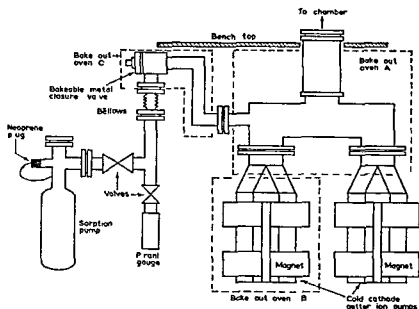 To chamber
Bench top
Bake out
oven C
Bake out
oven A
Bakeable metal
closure valve
Bellows
Neoprene
plug
Valves
Sorption
pump
Pirani
gauge
Magnet
Magnet
Bake out oven B
Cold cathode
getter ion pumps